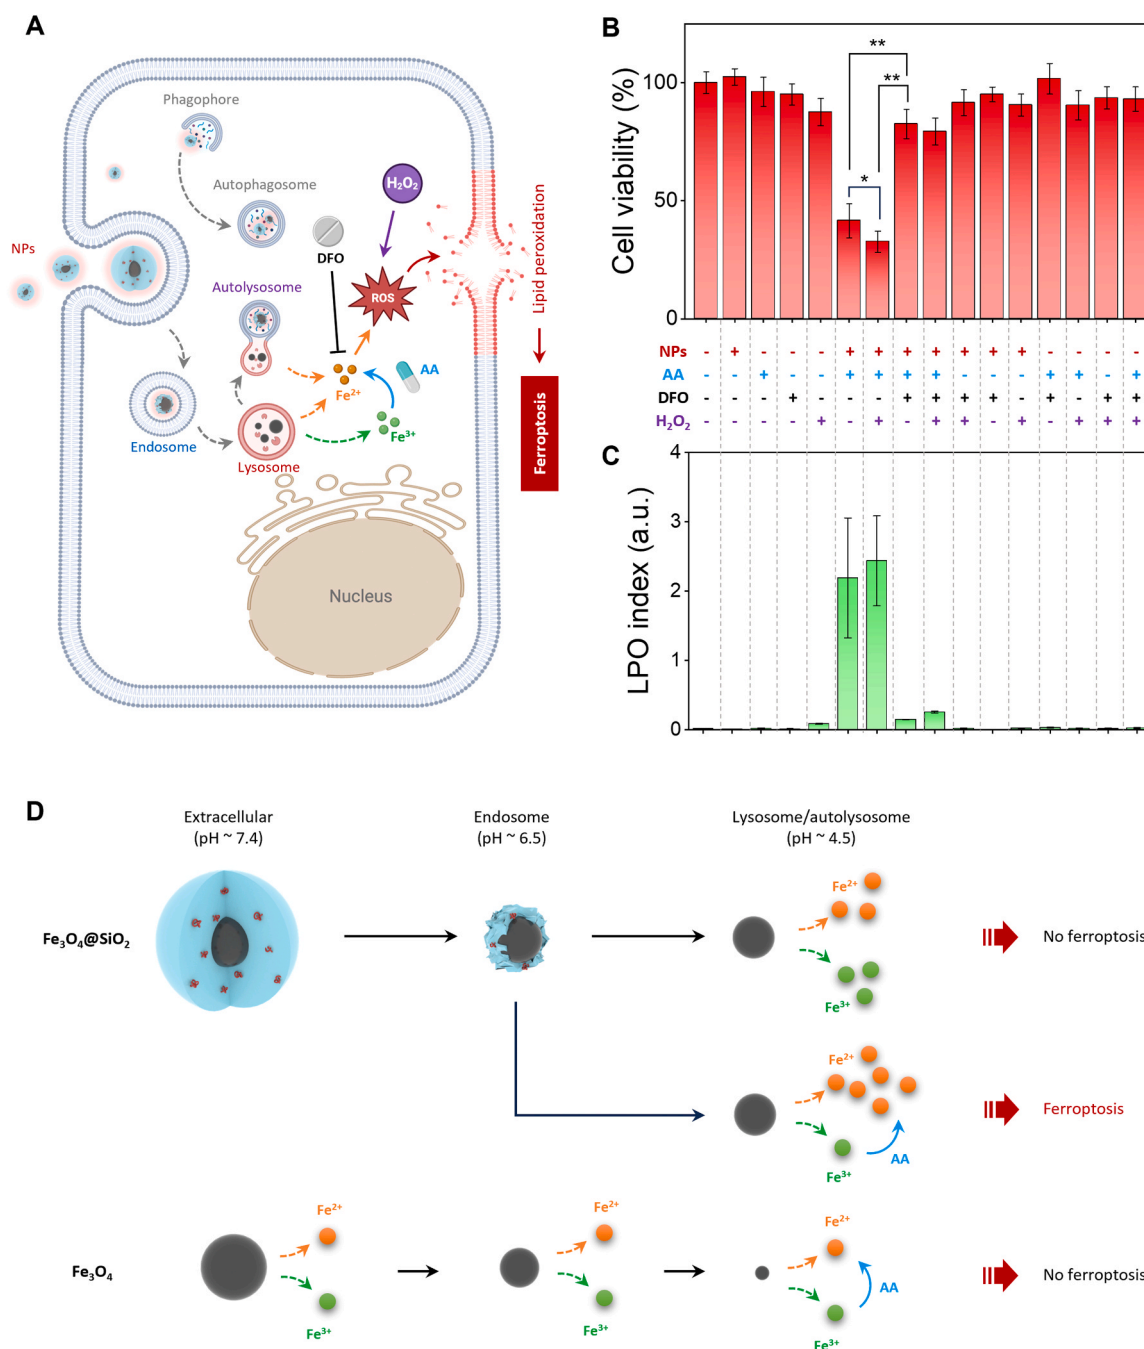 A
Phagophore
Autophagosome
H₂O₂
NPs
DFO
Autolysosome
ROS
Lipid peroxidation
AA
Fe²⁺
Fe³⁺
Endosome
Lysosome
Ferroptosis
Nucleus
B
Cell viability (%)
100
50
0
**
**
*
NPs - + - - - + + + + + + + - - - -
AA - - + - - + + + + - - - + + - +
DFO - - - + - - - + + + + - + - + +
H₂O₂ - - - - + - + - + + - + - + + +
C
LPO index (a.u.)
4
3
2
1
0
D
Extracellular
(pH ~ 7.4)
Endosome
(pH ~ 6.5)
Lysosome/autolysosome
(pH ~ 4.5)
Fe₃O₄@SiO₂
Fe²⁺
Fe³⁺
No ferroptosis
Fe²⁺
Fe³⁺
AA
Ferroptosis
Fe₃O₄
Fe²⁺
Fe³⁺
Fe²⁺
Fe³⁺
Fe²⁺
Fe³⁺
AA
No ferroptosis